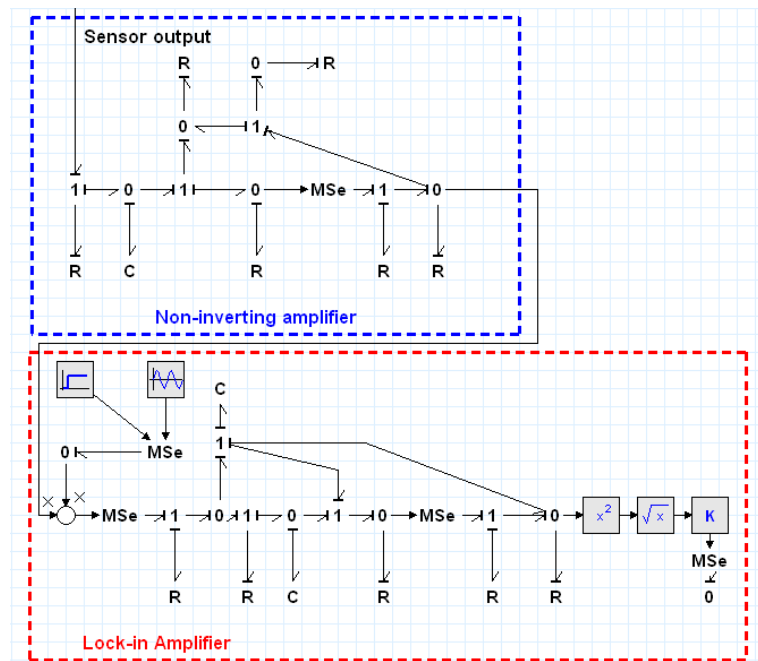 Sensor output
R 0 R
0 1
1 0 1 0 MSe 1 0
R C R R R
Non-inverting amplifier
C
1
0 MSe
MSe 1 0 1 0 1 0 MSe 1 0 x² √x K
MSe
R R C R R R 0
Lock-in Amplifier